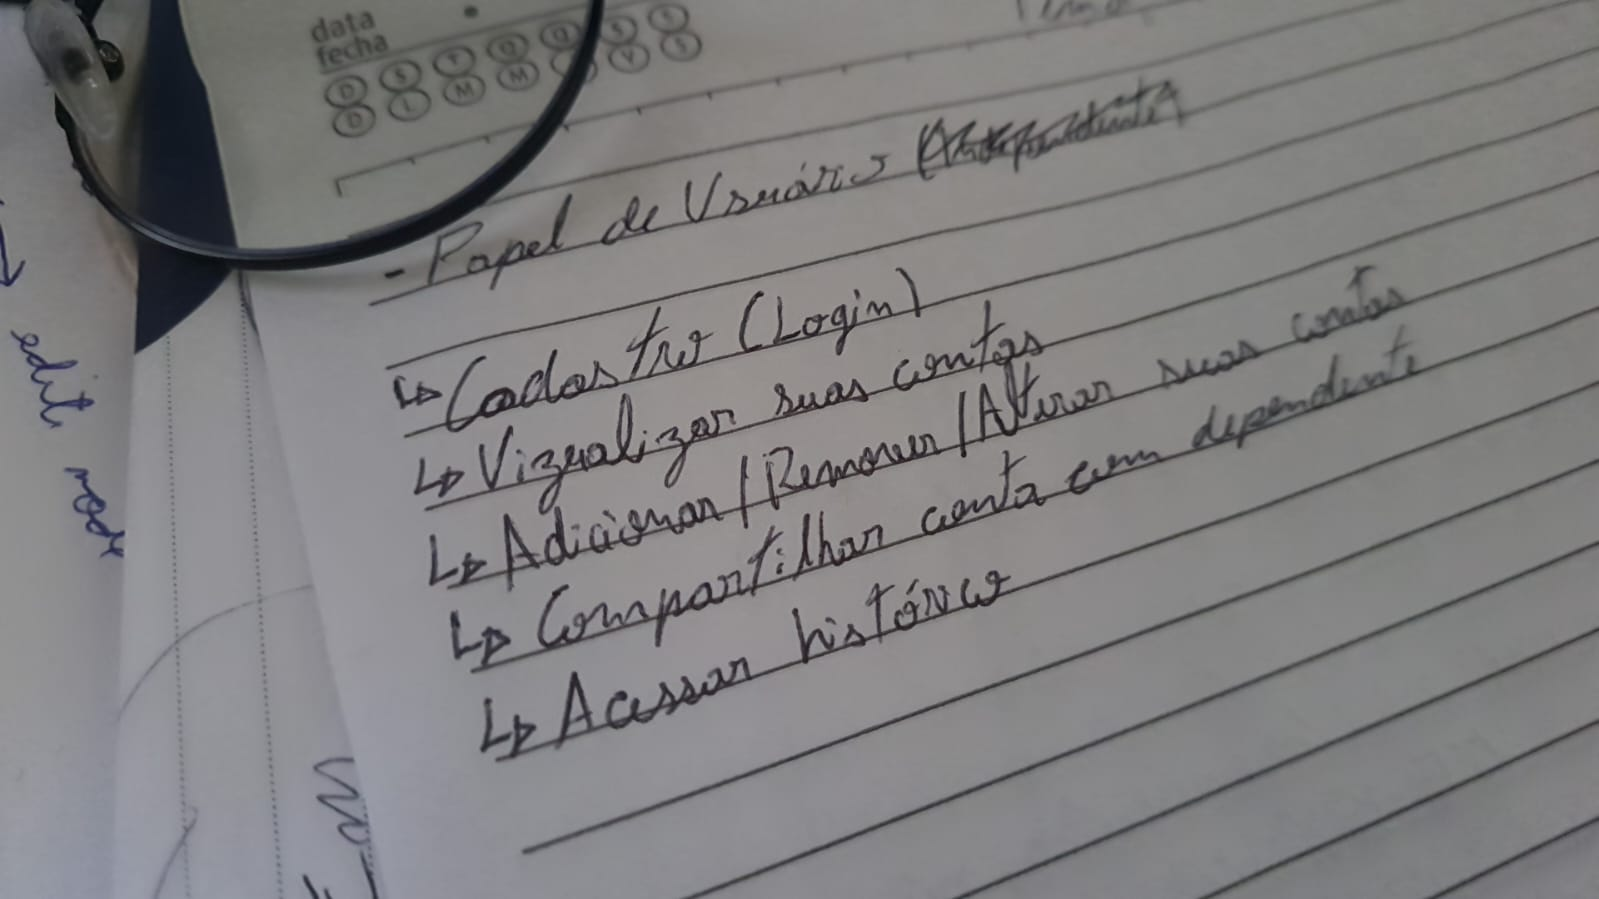 data
fecha
D S T Q Q S S
D L M M V S
- Papel de Usuário
↳ Cadastro (Login)
↳ Vizualizar suas contas
↳ Adicionar / Remover / Alterar suas contas
↳ Compartilhar conta com dependente
↳ Acessar histórico
→ edit mode